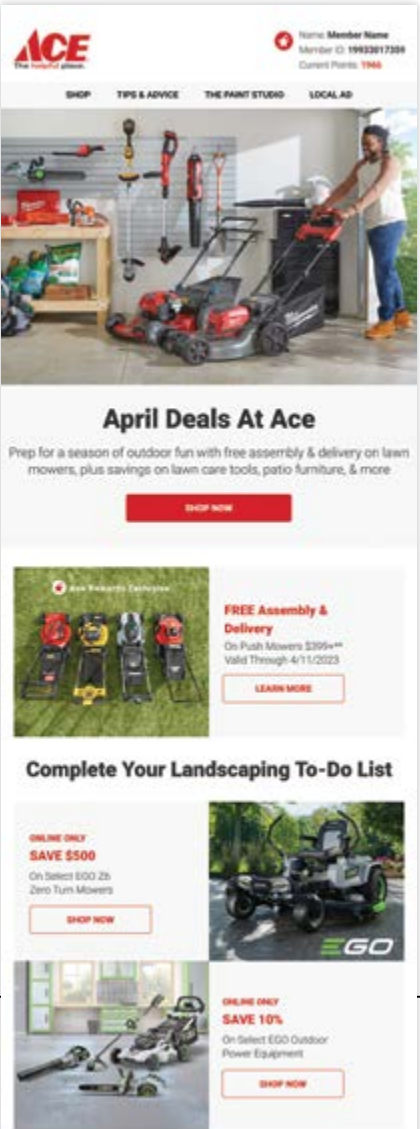 ACE
The helpful place.
Name: Member Name
Member ID: 19933017359
Current Points: 1946
SHOP TIPS & ADVICE THE PAINT STUDIO LOCAL AD
Milwaukee
April Deals At Ace
Prep for a season of outdoor fun with free assembly & delivery on lawn
mowers, plus savings on lawn care tools, patio furniture, & more
SHOP NOW
Ace Rewards Exclusive
FREE Assembly &
Delivery
On Push Mowers $399+**
Valid Through 4/11/2023
LEARN MORE
Complete Your Landscaping To-Do List
ONLINE ONLY
SAVE $500
On Select EGO Z6
Zero Turn Mowers
SHOP NOW
EGO
ONLINE ONLY
SAVE 10%
On Select EGO Outdoor
Power Equipment
SHOP NOW